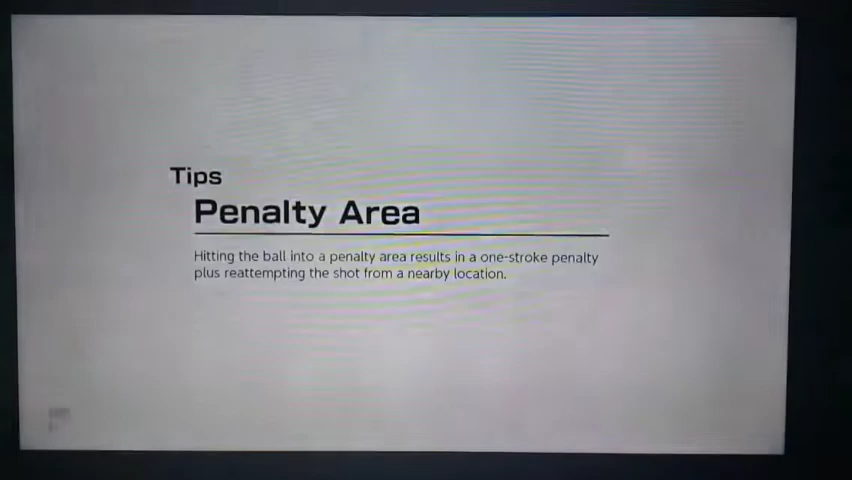 Tips
Penalty Area
Hitting the ball into a penalty area results in a one-stroke penalty
plus reattempting the shot from a nearby location.